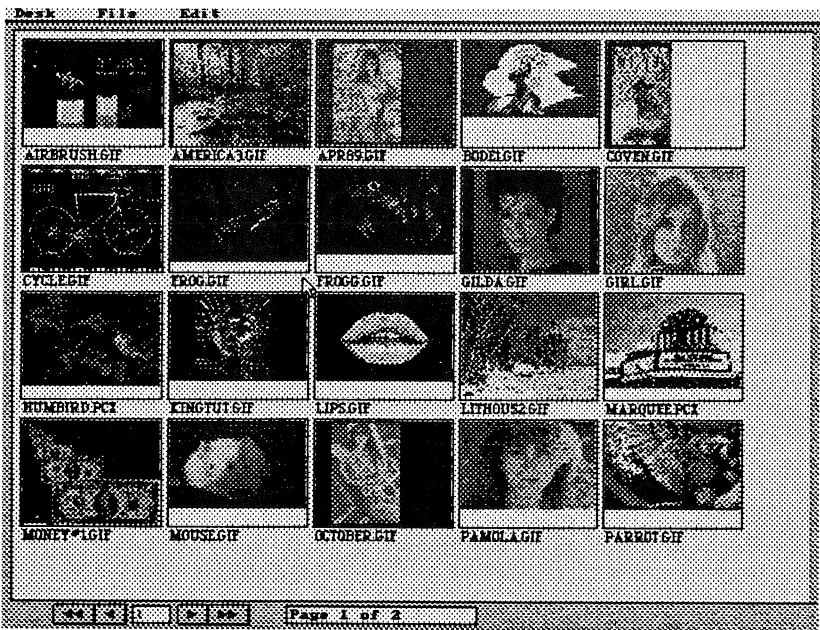 Desk File Edit
AIRBRUSH.GIF AMERICA3.GIF APR89.GIF BODEI.GIF COVER.GIF
CYCLE.GIF FROG.GIF FROGG.GIF GILDA.GIF GIRL.GIF
HUMBIRD.PCX KINGTUT.GIF LIPS.GIF LITHOUS2.GIF MARQUEE.PCX
MONEY#1.GIF MOUSE.GIF OCTOBER.GIF PAMOLA.GIF PARROT.GIF
Page 1 of 2